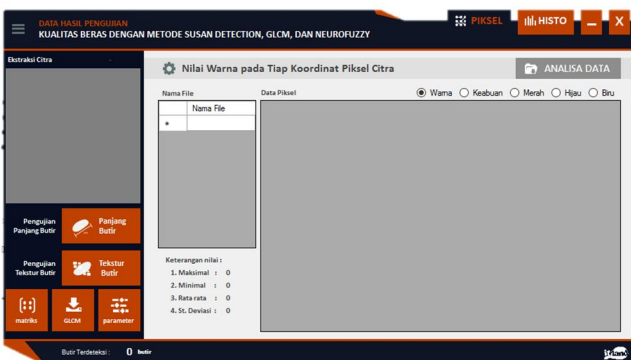 DATA HASIL PENGUJIAN
KUALITAS BERAS DENGAN METODE SUSAN DETECTION, GLCM, DAN NEUROFUZZY
PIKSEL
HISTO
X
Ekstraksi Citra
Nilai Warna pada Tiap Koordinat Piksel Citra
ANALISA DATA
Nama File
Data Piksel
Warna
Keabuan
Merah
Hijau
Biru
Nama File
*
Pengujian
Panjang Butir
Panjang
Butir
Pengujian
Tekstur Butir
Tekstur
Butir
matriks
GLCM
parameter
Keterangan nilai :
1. Maksimal : 0
2. Minimal : 0
3. Rata rata : 0
4. St. Deviasi : 0
Butir Terdeteksi : 0 butir